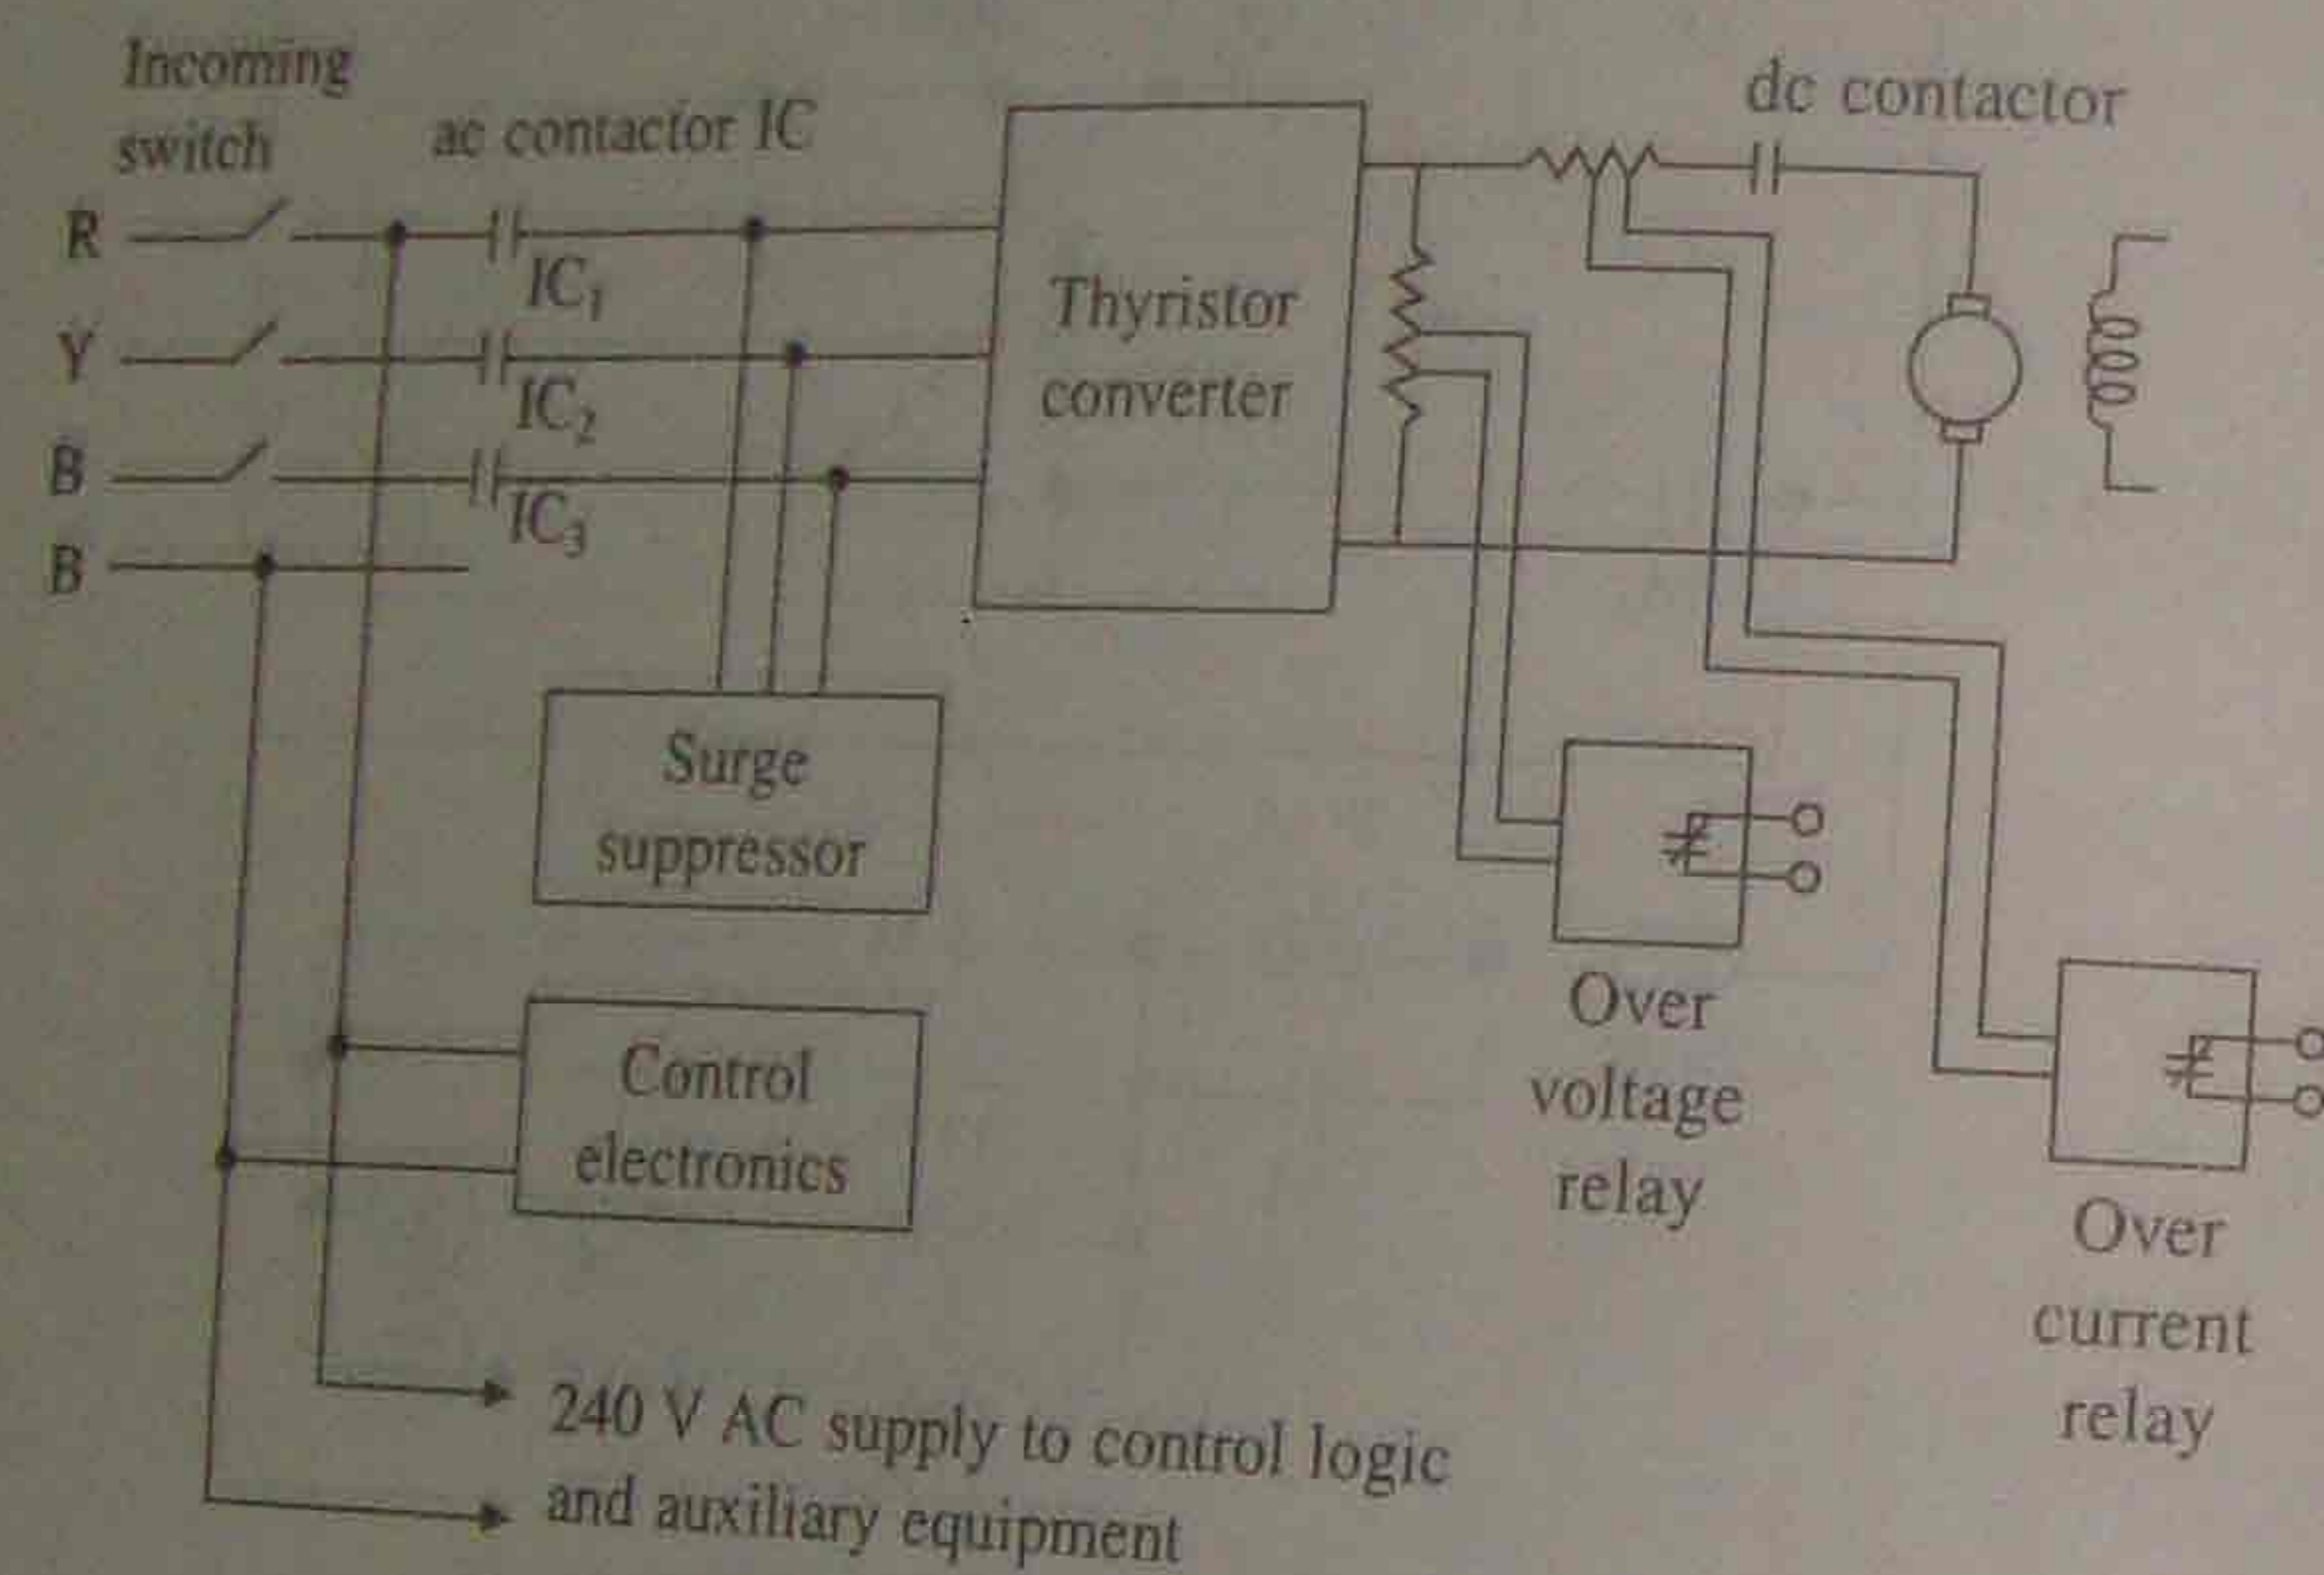 Incoming
switch
ac contactor IC
dc contactor
R
IC₁
Y
IC₂
B
IC₃
B
Thyristor
converter
Surge
suppressor
Control
electronics
Over
voltage
relay
Over
current
relay
240 V AC supply to control logic
and auxiliary equipment